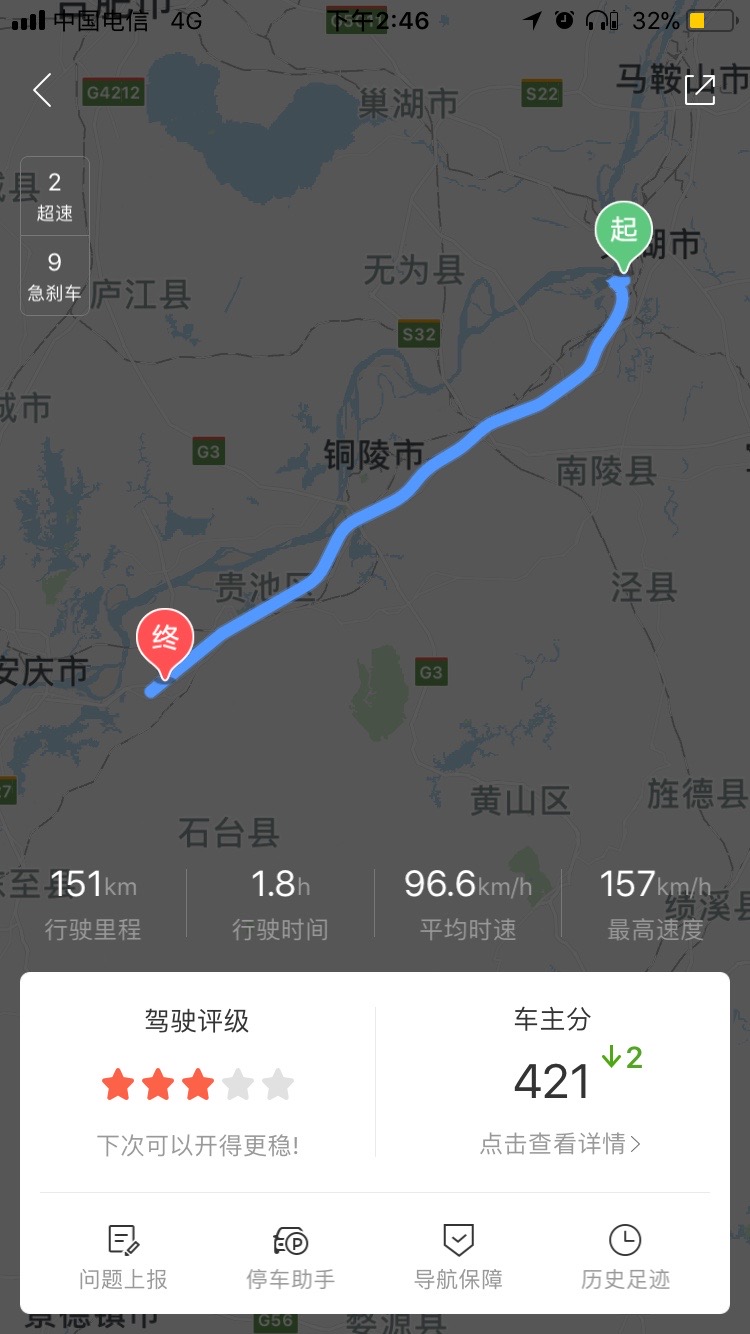 中国电信 4G 下午2:46 32%
G4212
巢湖市
S22
马鞍山市
2
超速
9
急刹车
起
湖市
无为县
庐江县
S32
城市
G3
铜陵市
南陵县
贵池区
泾县
终
安庆市
G3
黄山区
旌德县
石台县
绩溪县
151km
行驶里程
1.8h
行驶时间
96.6km/h
平均时速
157km/h
最高速度
驾驶评级
下次可以开得更稳!
车主分
421 ↓2
点击查看详情>
问题上报
停车助手
导航保障
历史足迹
景德镇市
G56
婺源县